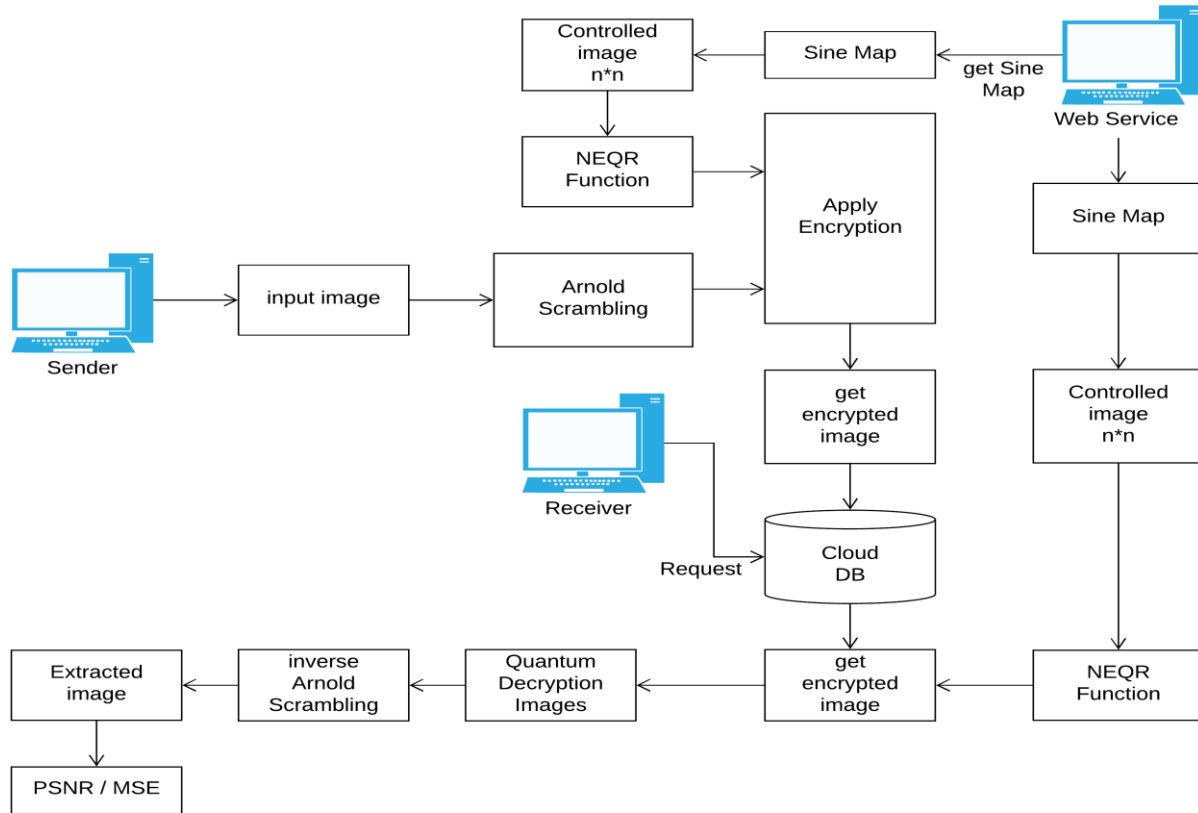 Controlled
image
n*n
Sine Map
get Sine
Map
Web Service
NEQR
Function
Apply
Encryption
Sine Map
Sender
input image
Arnold
Scrambling
get
encrypted
image
Controlled
image
n*n
Receiver
Request
Cloud
DB
Extracted
image
inverse
Arnold
Scrambling
Quantum
Decryption
Images
get
encrypted
image
NEQR
Function
PSNR / MSE